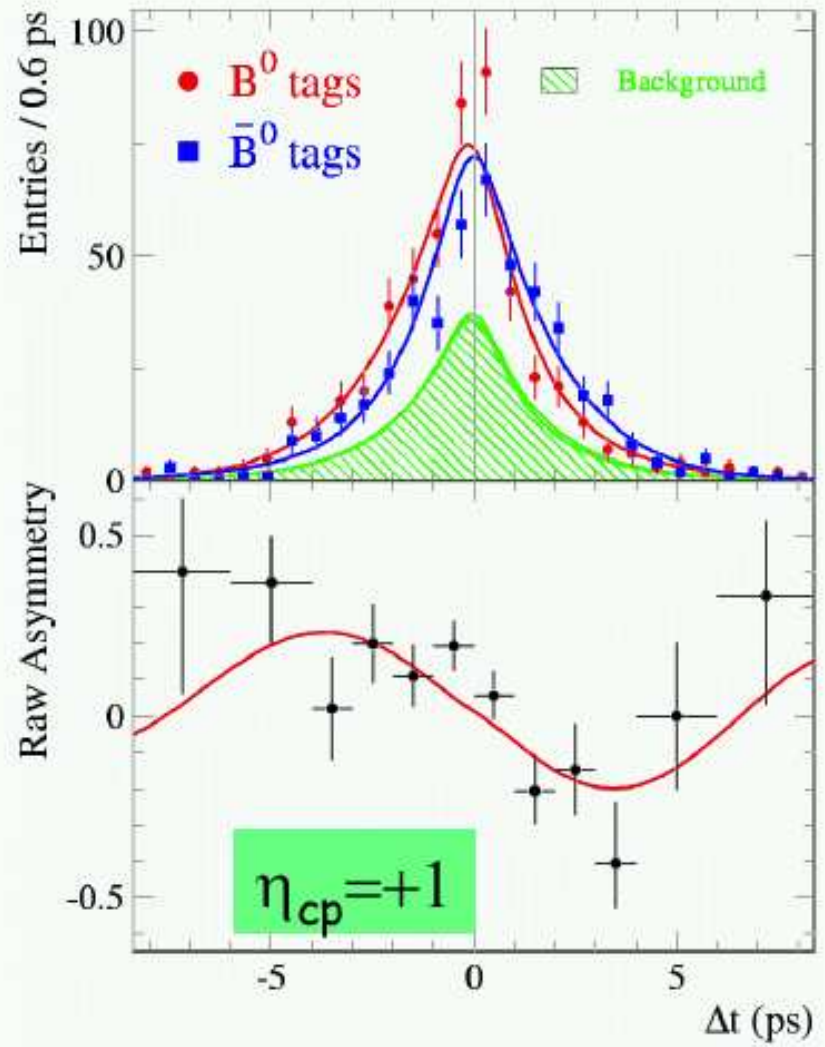 Entries / 0.6 ps
100
50
0
B⁰ tags
B̄⁰ tags
Background
Raw Asymmetry
0.5
0
-0.5
ηcp=+1
-5 0 5
Δt (ps)